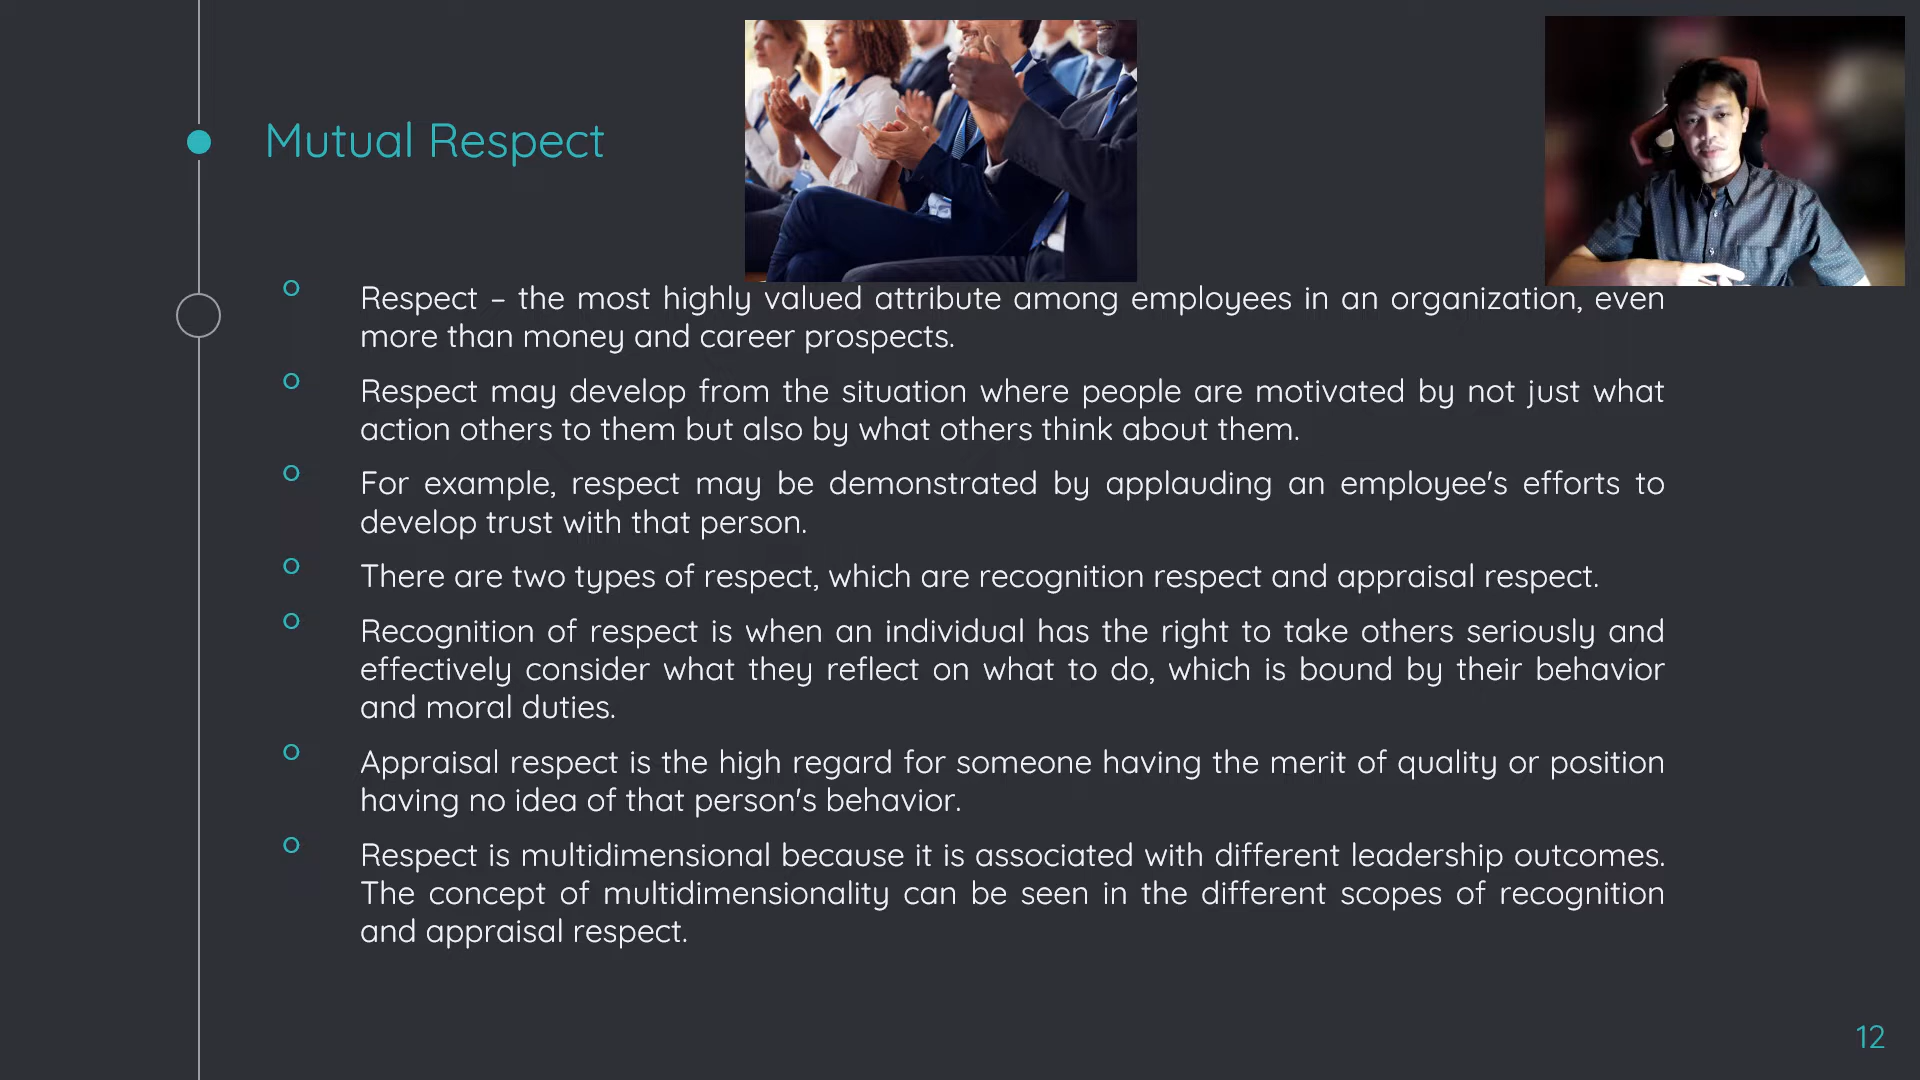 Mutual Respect
Respect – the most highly valued attribute among employees in an organization, even
more than money and career prospects.
Respect may develop from the situation where people are motivated by not just what
action others to them but also by what others think about them.
For example, respect may be demonstrated by applauding an employee's efforts to
develop trust with that person.
There are two types of respect, which are recognition respect and appraisal respect.
Recognition of respect is when an individual has the right to take others seriously and
effectively consider what they reflect on what to do, which is bound by their behavior
and moral duties.
Appraisal respect is the high regard for someone having the merit of quality or position
having no idea of that person's behavior.
Respect is multidimensional because it is associated with different leadership outcomes.
The concept of multidimensionality can be seen in the different scopes of recognition
and appraisal respect.
12